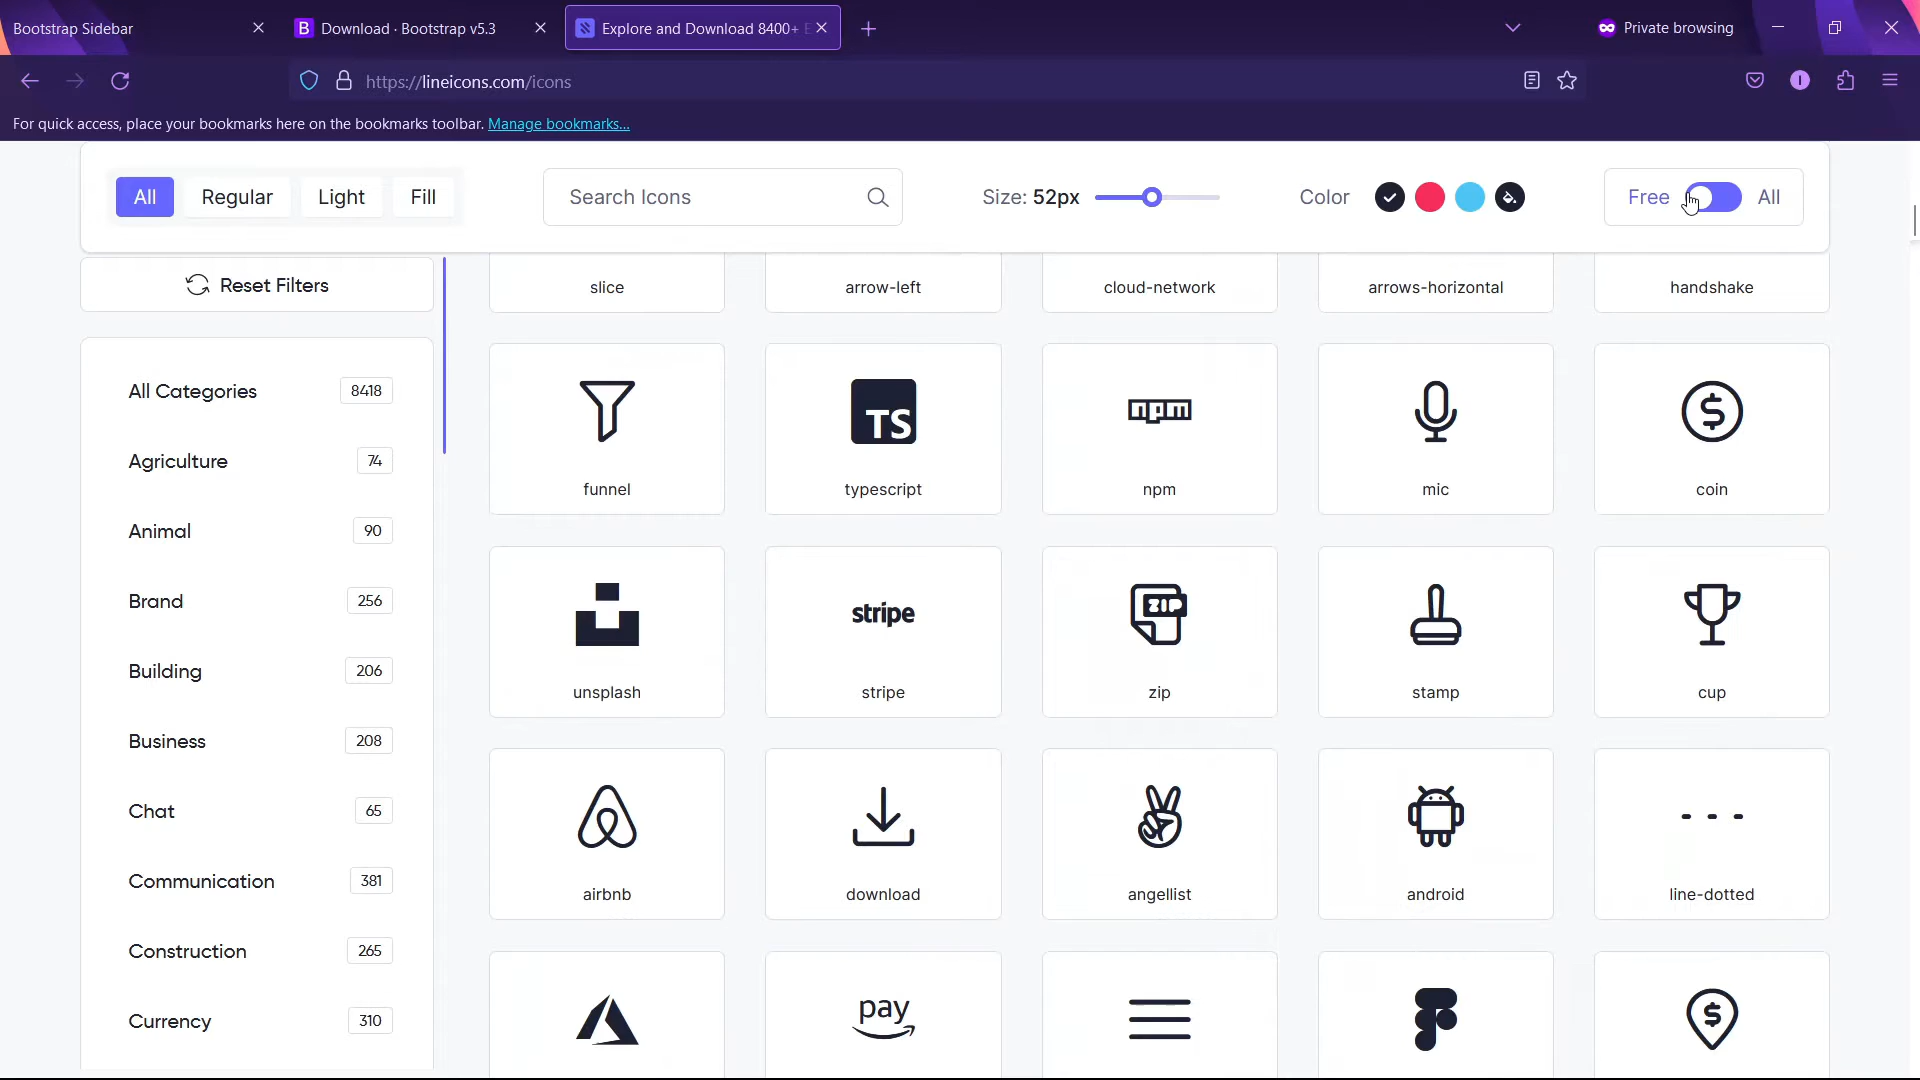 Bootstrap Sidebar
Download · Bootstrap v5.3
Explore and Download 8400+
Private browsing
https://lineicons.com/icons
For quick access, place your bookmarks here on the bookmarks toolbar. Manage bookmarks...
All
Regular
Light
Fill
Search Icons
Size: 52px
Color
Free
All
Reset Filters
slice
arrow-left
cloud-network
arrows-horizontal
handshake
All Categories 8418
Agriculture 74
Animal 90
Brand 256
Building 206
Business 208
Chat 65
Communication 381
Construction 265
Currency 310
TS
npm
funnel
typescript
npm
mic
coin
stripe
ZIP
unsplash
stripe
zip
stamp
cup
airbnb
download
angellist
android
line-dotted
pay